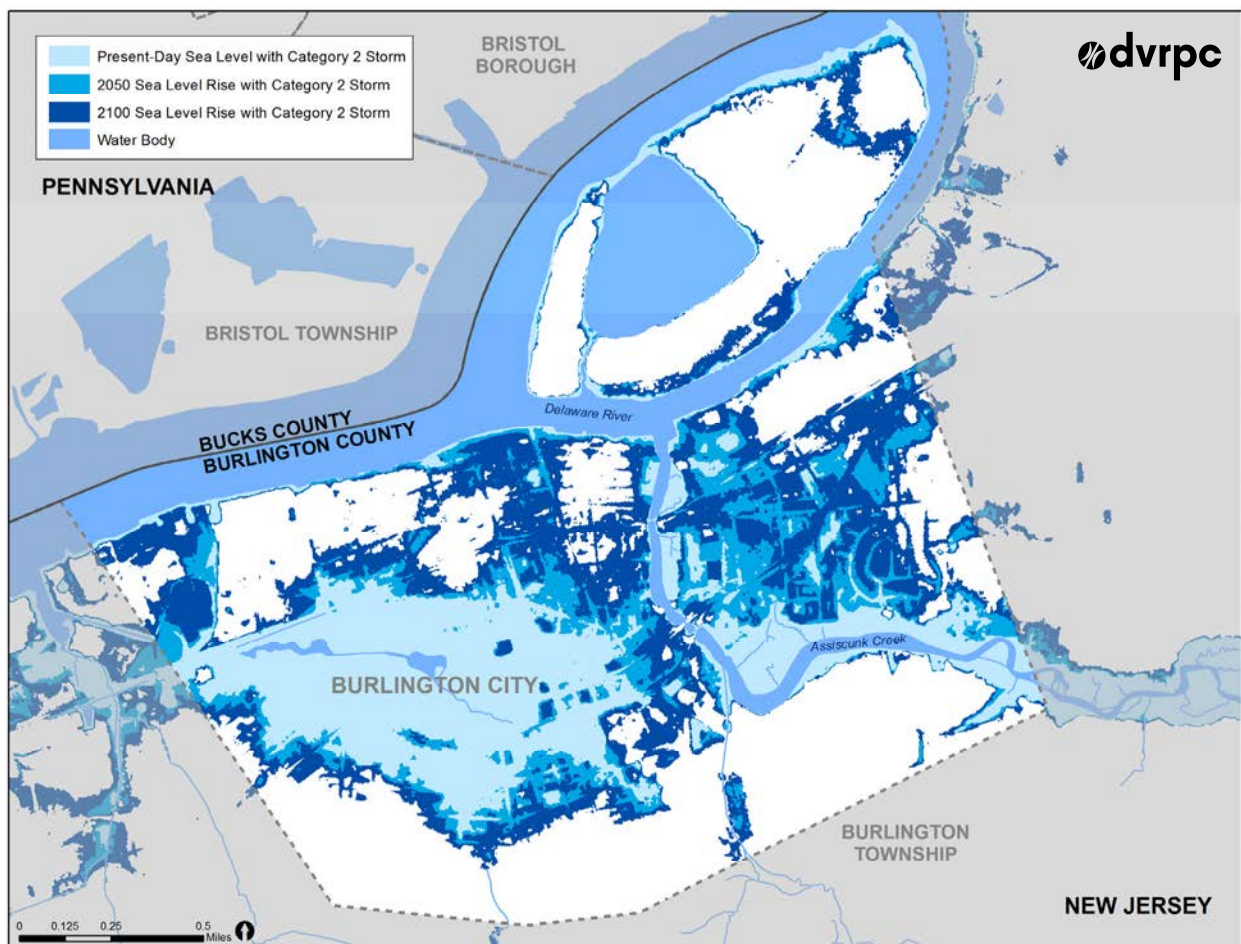 Present-Day Sea Level with Category 2 Storm
2050 Sea Level Rise with Category 2 Storm
2100 Sea Level Rise with Category 2 Storm
Water Body
BRISTOL
BOROUGH
dvrpc
PENNSYLVANIA
BRISTOL TOWNSHIP
Delaware River
BUCKS COUNTY
BURLINGTON COUNTY
Assiscunk Creek
BURLINGTON CITY
BURLINGTON
TOWNSHIP
NEW JERSEY
0 0.125 0.25 0.5
Miles